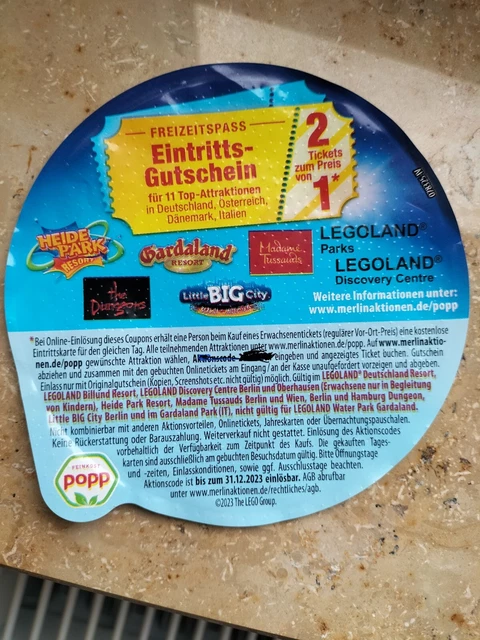 FREIZEITSPASS
Eintritts-
Gutschein
für 11 Top-Attraktionen
in Deutschland, Österreich,
Dänemark, Italien
2
Tickets
zum Preis
von 1*
HEIDE PARK
RESORT
Gardaland
RESORT
Madame
Tussauds
LEGOLAND®
Parks
LEGOLAND®
Discovery Centre
the
Dungeons
LITTLE BIG CITY
Weitere Informationen unter:
www.merlinaktionen.de/popp
*Bei Online-Einlösung dieses Coupons erhält eine Person beim Kauf eines Erwachsenentickets (regulärer Vor-Ort-Preis) eine kostenlose
Eintrittskarte für den gleichen Tag. Alle teilnehmenden Attraktionen unter www.merlinaktionen.de/popp. Auf www.merlinaktio-
nen.de/popp gewünschte Attraktion wählen, Aktionscode eingeben und angezeigtes Ticket buchen. Gutschein
abziehen und zusammen mit den gebuchten Onlinetickets am Eingang/an der Kasse unaufgefordert vorzeigen und abgeben.
Einlass nur mit Originalgutschein (Kopien, Screenshots etc. nicht gültig) möglich. Gültig im LEGOLAND® Deutschland Resort,
LEGOLAND Billund Resort, LEGOLAND Discovery Centre Berlin und Oberhausen (Erwachsene nur in Begleitung
von Kindern), Heide Park Resort, Madame Tussauds Berlin und Wien, Berlin und Hamburg Dungeon,
Little BIG City Berlin und im Gardaland Park (IT), nicht gültig für LEGOLAND Water Park Gardaland.
Nicht kombinierbar mit anderen Aktionsvorteilen, Onlinetickets, Jahreskarten oder Übernachtungspauschalen.
Keine Rückerstattung oder Barauszahlung. Weiterverkauf nicht gestattet. Einlösung des Aktionscodes
vorbehaltlich der Verfügbarkeit zum Zeitpunkt des Kaufs. Die gekauften Tages-
karten sind ausschließlich am gebuchten Besuchsdatum gültig. Bitte Öffnungstage
und -zeiten, Einlasskonditionen, sowie ggf. Ausschlusstage beachten.
Aktionscode ist bis zum 31.12.2023 einlösbar. AGB abrufbar
unter www.merlinaktionen.de/rechtliches/agb.
©2023 The LEGO Group.
FEINKOST
popp